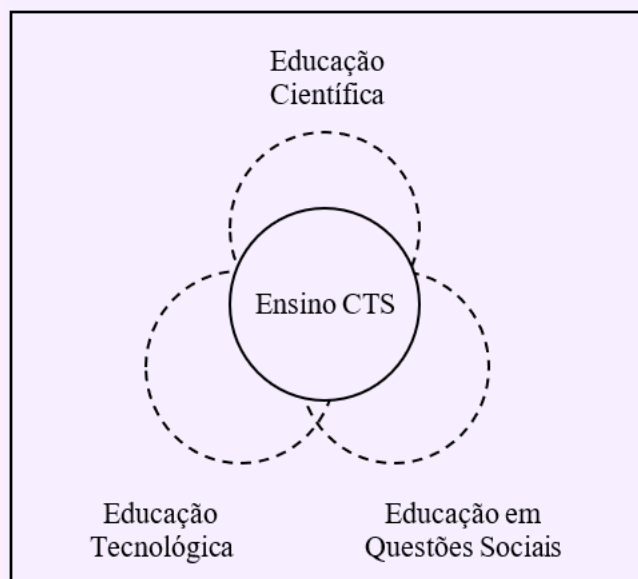 Educação
Científica
Ensino CTS
Educação
Tecnológica
Educação em
Questões Sociais